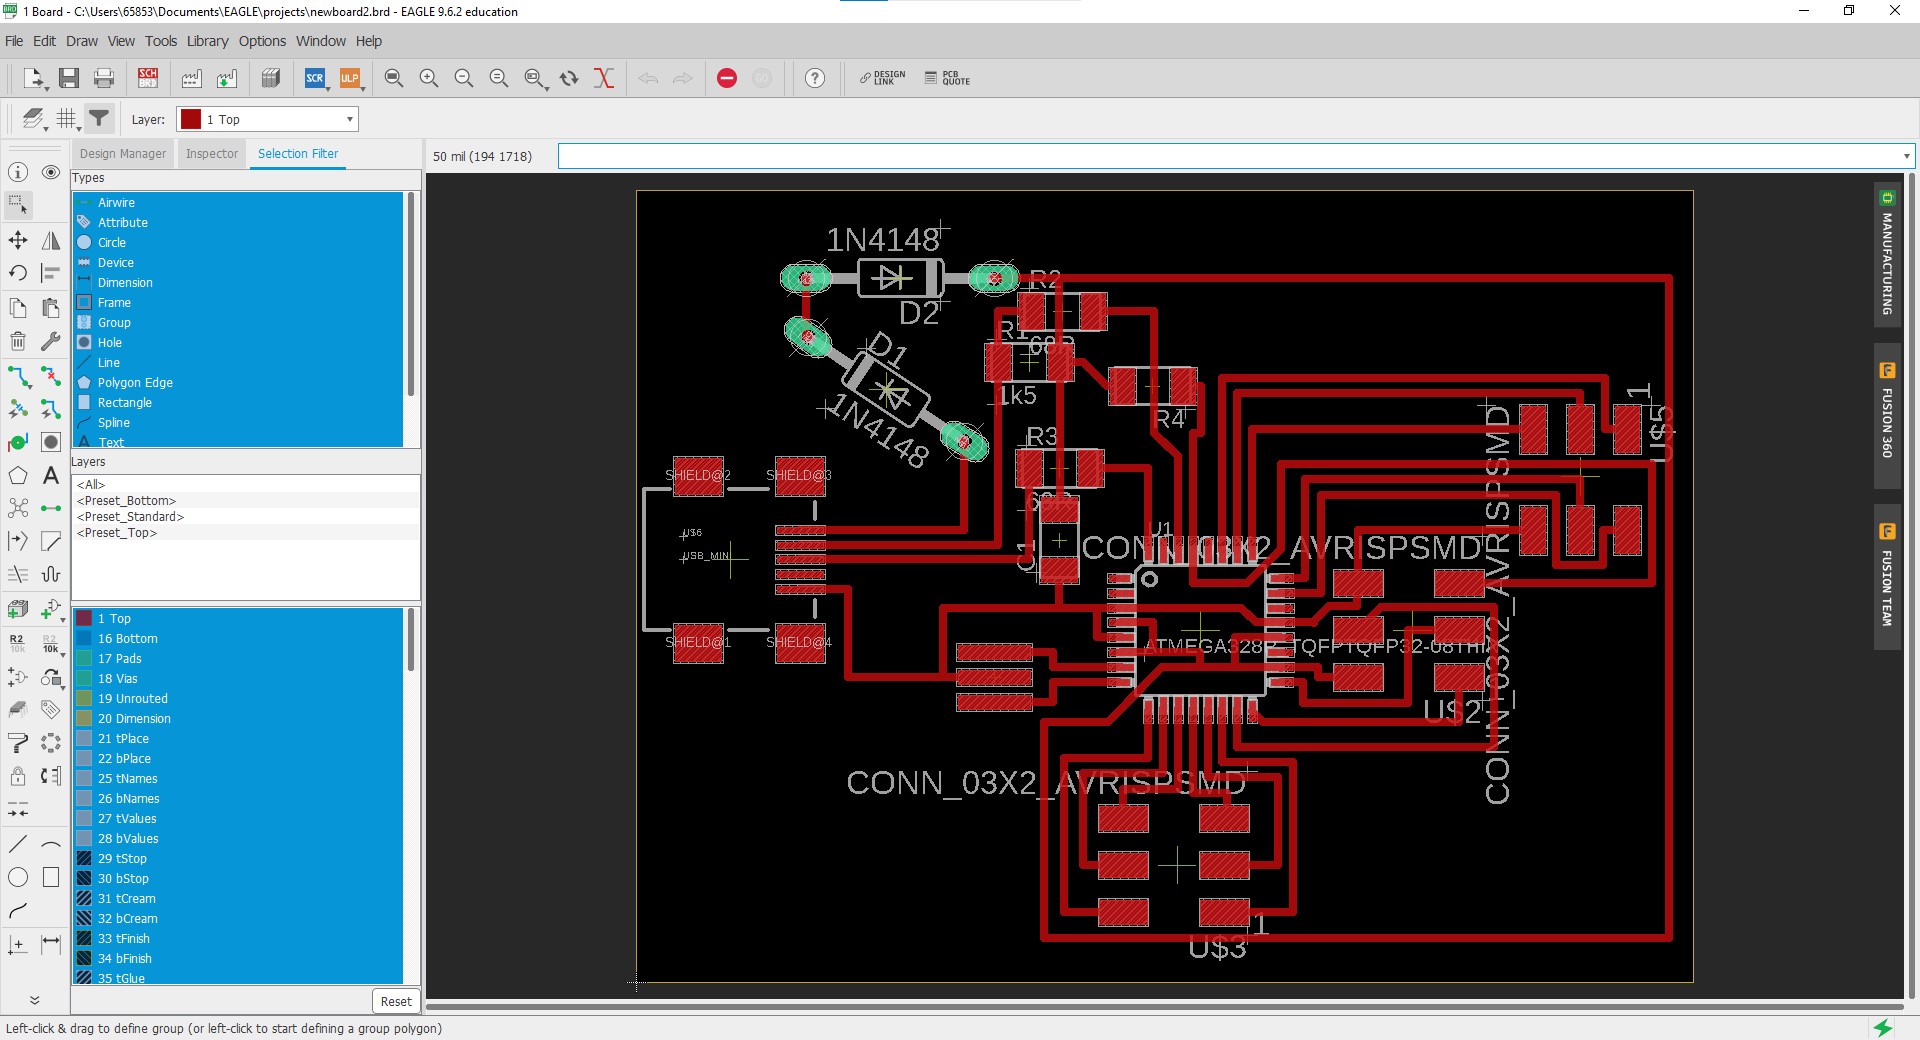 1 Board - C:\Users\65853\Documents\EAGLE\projects\newboard2.brd - EAGLE 9.6.2 education
File Edit Draw View Tools Library Options Window Help
SCH
BRD
SCR
ULP
GO
DESIGN
LINK
PCB
QUOTE
Layer: 1 Top
Design Manager
Inspector
Selection Filter
50 mil (194 1718)
Types
Airwire
Attribute
Circle
Device
Dimension
Frame
Group
Hole
Line
Polygon Edge
Rectangle
Spline
Text
Layers
<All>
<Preset_Bottom>
<Preset_Standard>
<Preset_Top>
1 Top
16 Bottom
17 Pads
18 Vias
19 Unrouted
20 Dimension
21 tPlace
22 bPlace
25 tNames
26 bNames
27 tValues
28 bValues
29 tStop
30 bStop
31 tCream
32 bCream
33 tFinish
34 bFinish
35 tGlue
Reset
R2
10k
R2
10k
1N4148
D2
D1
1N4148
R2
R1
68R
1k5
R4
R3
68R
C1
U1
SHIELD@2
SHIELD@3
U$6
USB_MIN
SHIELD@1
SHIELD@4
CONN_03X2_AVRISPSMD
ATMEGA328P_TQFPTQFP32-08THIN
U$2
CONN_03X2_AVRISPSMD
1
U$5
CONN_03X2_AVRISPSMD
1
U$3
MANUFACTURING
FUSION 360
FUSION TEAM
Left-click & drag to define group (or left-click to start defining a group polygon)